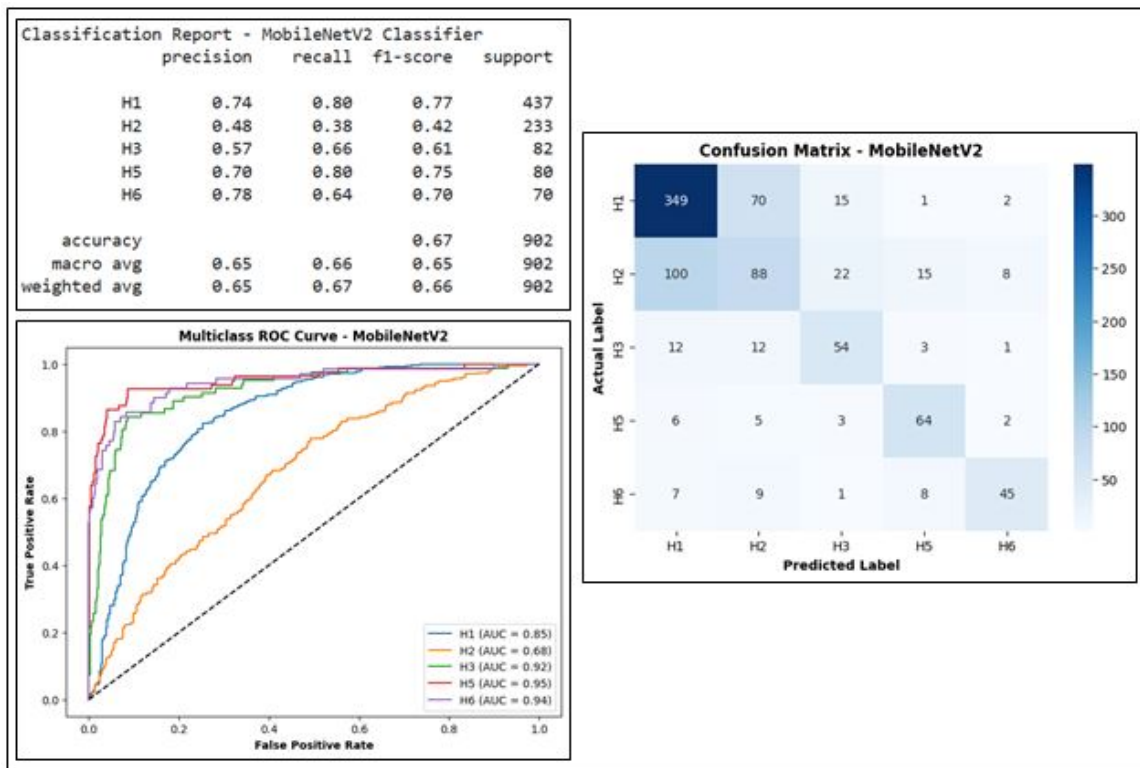 Classification Report - MobileNetV2 Classifier
precision recall f1-score support
H1 0.74 0.80 0.77 437
H2 0.48 0.38 0.42 233
H3 0.57 0.66 0.61 82
H5 0.70 0.80 0.75 80
H6 0.78 0.64 0.70 70
accuracy 0.67 902
macro avg 0.65 0.66 0.65 902
weighted avg 0.65 0.67 0.66 902
Multiclass ROC Curve - MobileNetV2
True Positive Rate
1.0
0.8
0.6
0.4
0.2
0.0
H1 (AUC = 0.85)
H2 (AUC = 0.68)
H3 (AUC = 0.92)
H5 (AUC = 0.95)
H6 (AUC = 0.94)
0.0 0.2 0.4 0.6 0.8 1.0
False Positive Rate
Confusion Matrix - MobileNetV2
Actual Label
H1 349 70 15 1 2
H2 100 88 22 15 8
H3 12 12 54 3 1
H5 6 5 3 64 2
H6 7 9 1 8 45
H1 H2 H3 H5 H6
Predicted Label
300
250
200
150
100
50